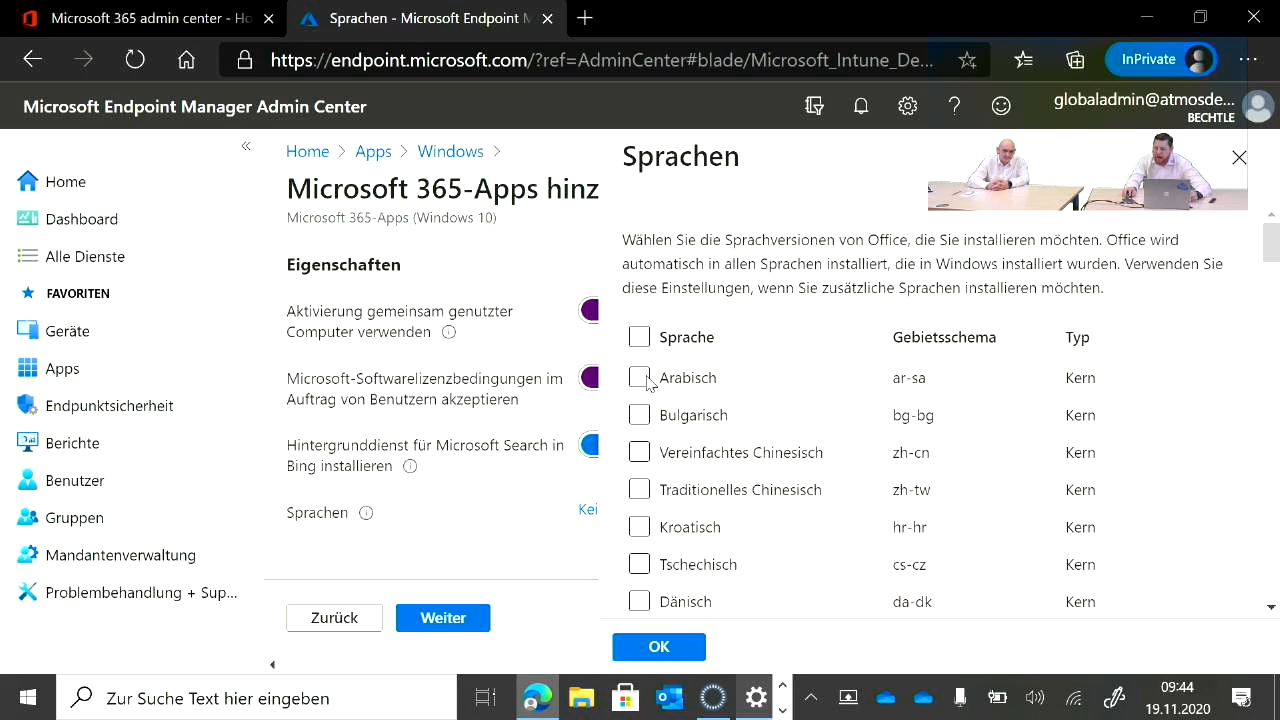 Microsoft 365 admin center - Ho
Sprachen - Microsoft Endpoint M
https://endpoint.microsoft.com/?ref=AdminCenter#blade/Microsoft_Intune_De...
InPrivate
Microsoft Endpoint Manager Admin Center
globaladmin@atmosde...
BECHTLE
Home
Dashboard
Alle Dienste
FAVORITEN
Geräte
Apps
Endpunktsicherheit
Berichte
Benutzer
Gruppen
Mandantenverwaltung
Problembehandlung + Sup...
Home > Apps > Windows >
Microsoft 365-Apps hinz
Microsoft 365-Apps (Windows 10)
Eigenschaften
Aktivierung gemeinsam genutzter
Computer verwenden
Microsoft-Softwarelizenzbedingungen im
Auftrag von Benutzern akzeptieren
Hintergrunddienst für Microsoft Search in
Bing installieren
Sprachen Kei
Zurück Weiter
Sprachen
Wählen Sie die Sprachversionen von Office, die Sie installieren möchten. Office wird
automatisch in allen Sprachen installiert, die in Windows installiert wurden. Verwenden Sie
diese Einstellungen, wenn Sie zusätzliche Sprachen installieren möchten.
Sprache Gebietsschema Typ
Arabisch ar-sa Kern
Bulgarisch bg-bg Kern
Vereinfachtes Chinesisch zh-cn Kern
Traditionelles Chinesisch zh-tw Kern
Kroatisch hr-hr Kern
Tschechisch cs-cz Kern
Dänisch da-dk Kern
OK
Zur Suche Text hier eingeben
09:44
19.11.2020